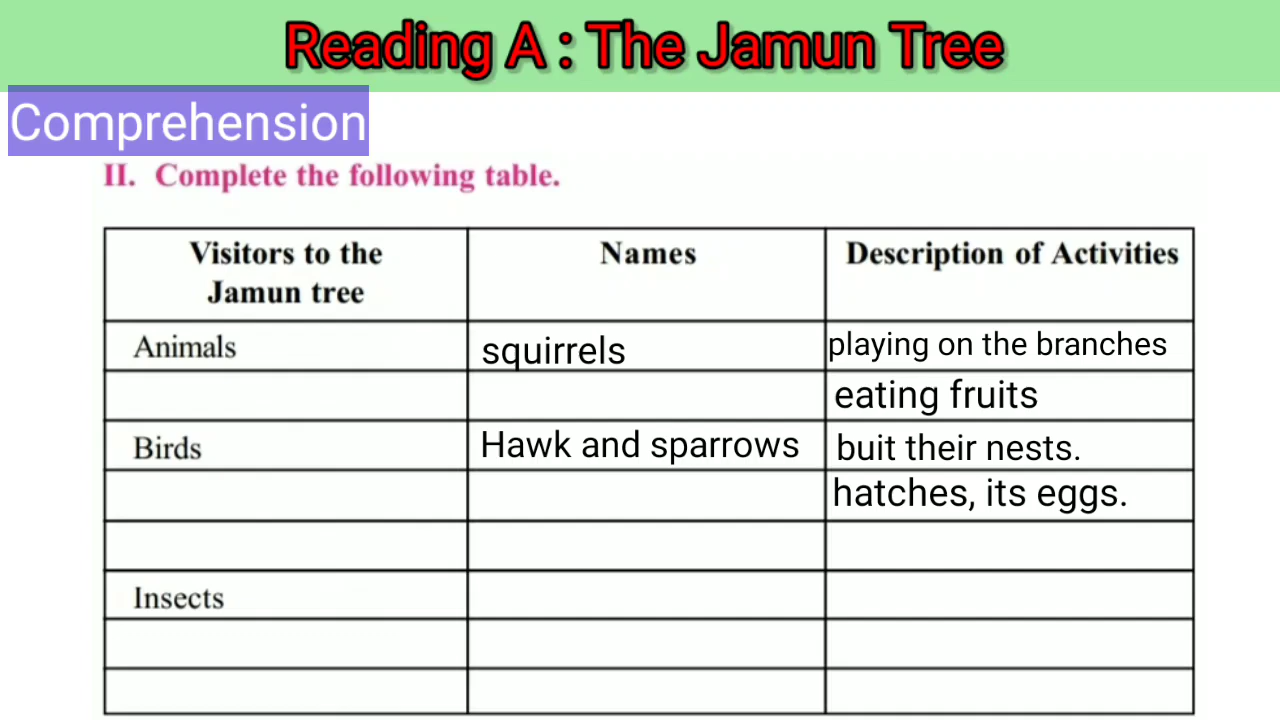 Reading A : The Jamun Tree
Comprehension
II. Complete the following table.
Visitors to the Jamun tree
Names
Description of Activities
Animals
squirrels
playing on the branches
eating fruits
Birds
Hawk and sparrows
buit their nests.
hatches, its eggs.
Insects